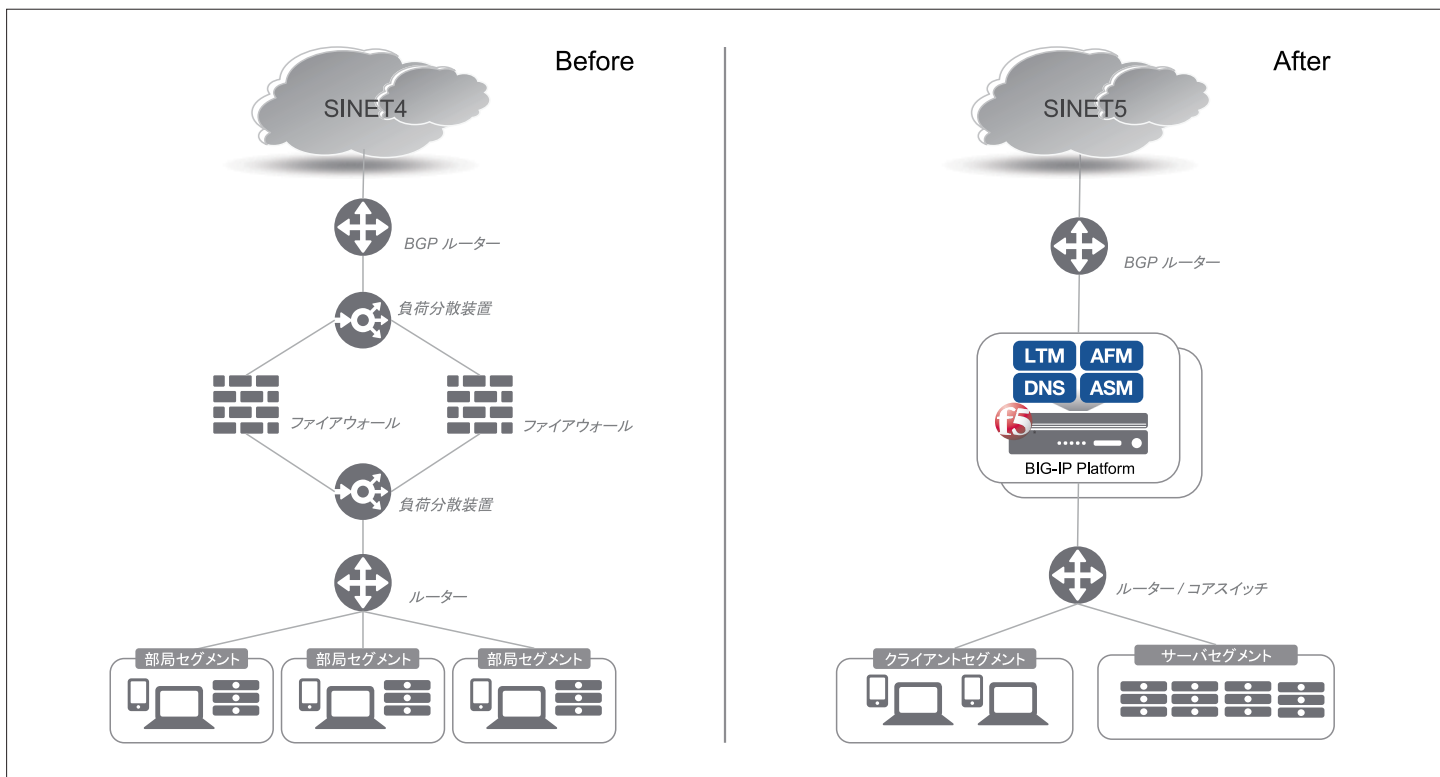 Before
SINET4
BGP ルーター
負荷分散装置
ファイアウォール
ファイアウォール
負荷分散装置
ルーター
部局セグメント
部局セグメント
部局セグメント
After
SINET5
BGP ルーター
LTM
AFM
DNS
ASM
f5
BIG-IP Platform
ルーター / コアスイッチ
クライアントセグメント
サーバセグメント